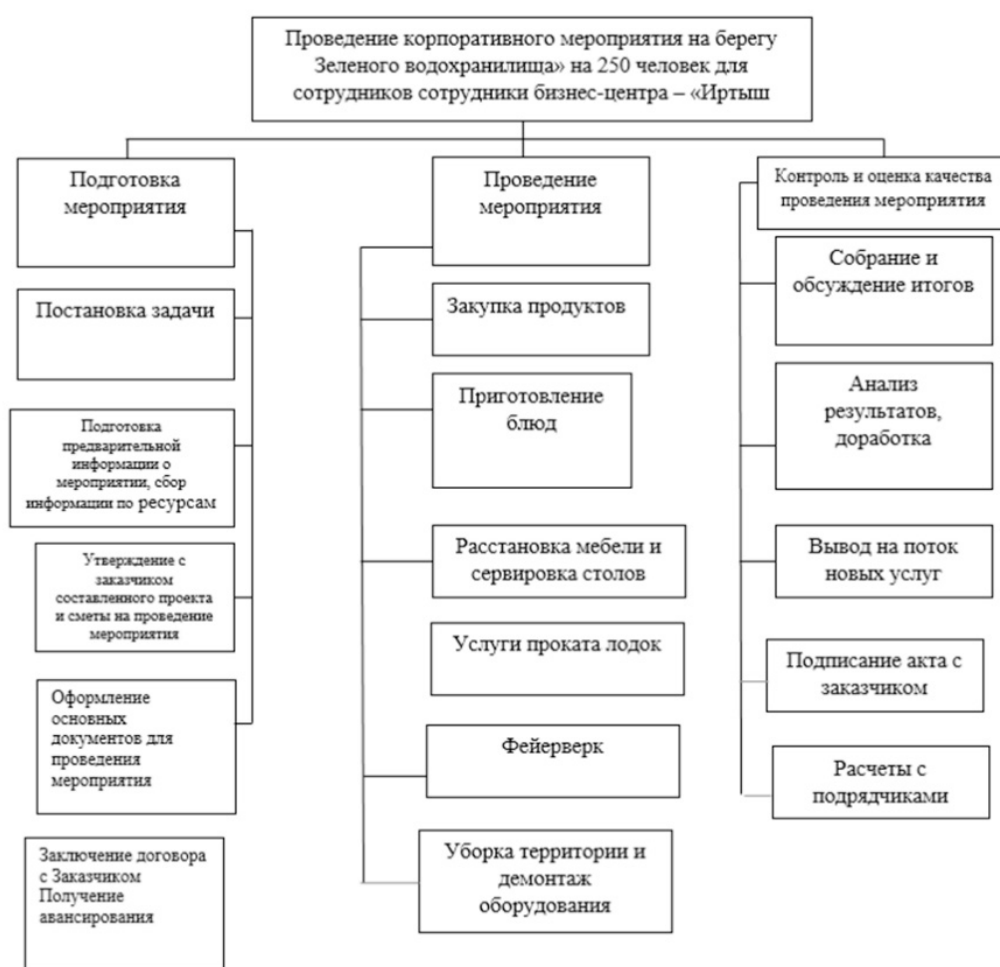 Проведение корпоративного мероприятия на берегу
Зеленого водохранилища» на 250 человек для
сотрудников сотрудники бизнес-центра – «Иртыш
Подготовка
мероприятия
Постановка задачи
Подготовка
предварительной
информации о
мероприятии, сбор
информации по ресурсам
Утверждение с
заказчиком
составленного проекта
и сметы на проведение
мероприятия
Оформление
основных
документов для
проведения
мероприятия
Заключение договора
с Заказчиком
Получение
авансирования
Проведение
мероприятия
Закупка продуктов
Приготовление
блюд
Расстановка мебели и
сервировка столов
Услуги проката лодок
Фейерверк
Уборка территории и
демонтаж
оборудования
Контроль и оценка качества
проведения мероприятия
Собрание и
обсуждение итогов
Анализ
результатов,
доработка
Вывод на поток
новых услуг
Подписание акта с
заказчиком
Расчеты с
подрядчиками